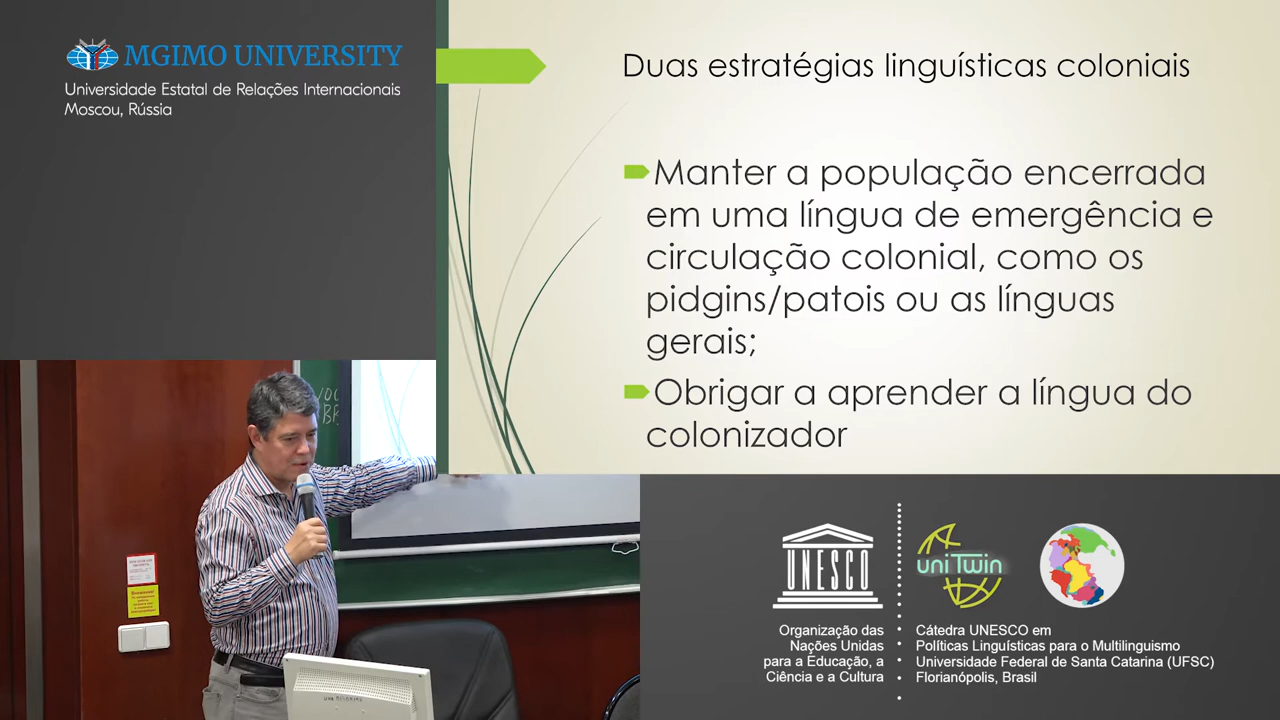 MGIMO UNIVERSITY
Universidade Estatal de Relações Internacionais
Moscou, Rússia
Duas estratégias linguísticas coloniais
Manter a população encerrada
em uma língua de emergência e
circulação colonial, como os
pidgins/patois ou as línguas
gerais;
Obrigar a aprender a língua do
colonizador
UNESCO
Organização das
Nações Unidas
para a Educação, a
Ciência e a Cultura
uniTwin
Cátedra UNESCO em
Políticas Linguísticas para o Multilinguismo
Universidade Federal de Santa Catarina (UFSC)
Florianópolis, Brasil